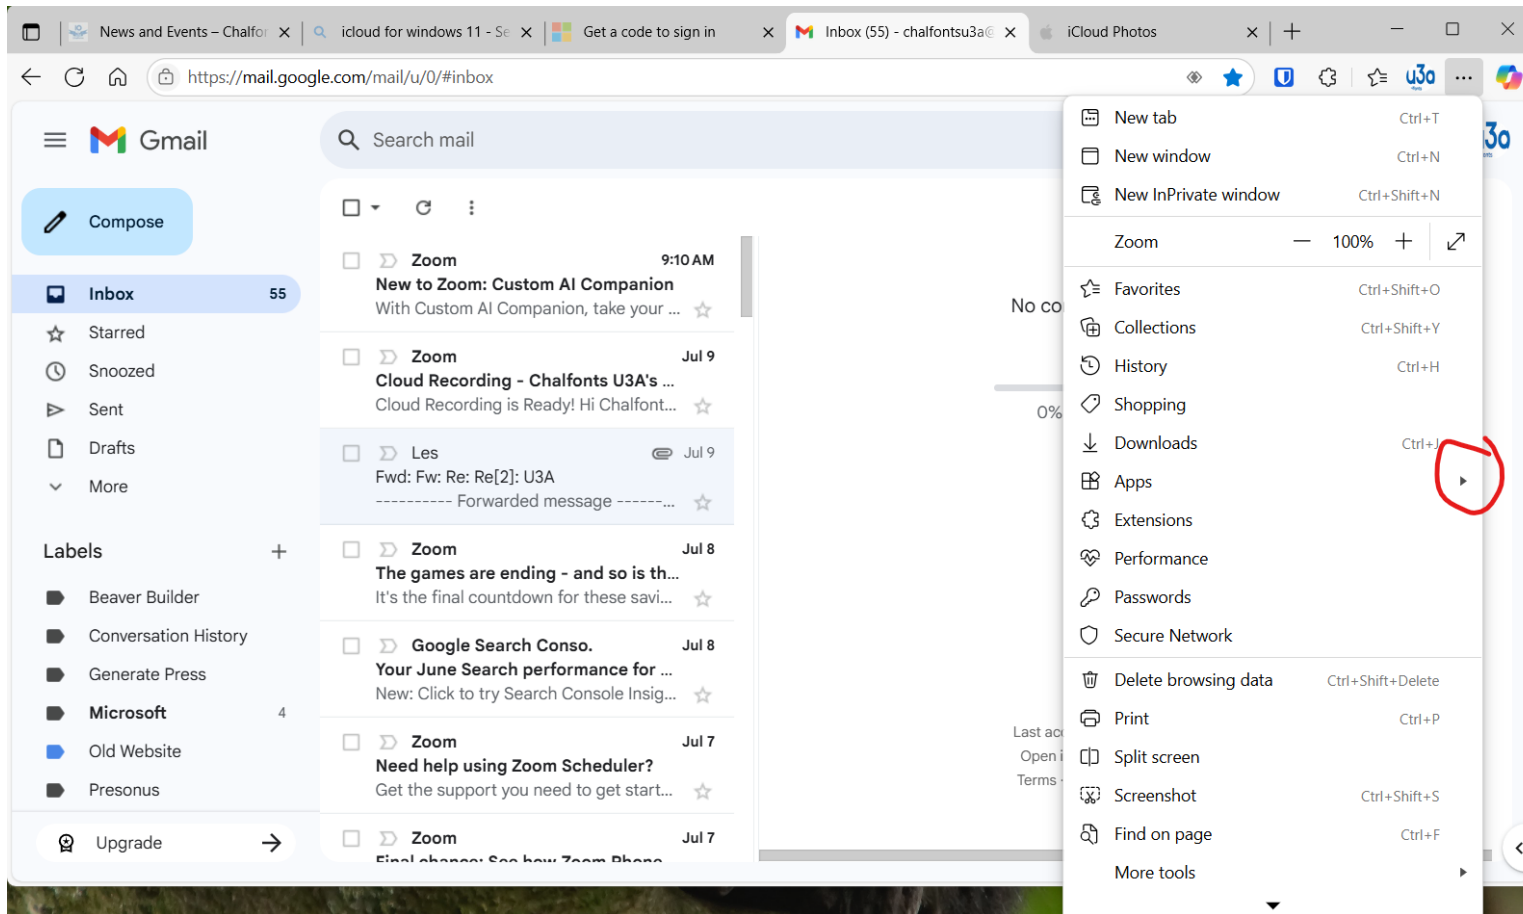 News and Events – Chalfor
icloud for windows 11 - Se
Get a code to sign in
Inbox (55) - chalfontsu3a@
iCloud Photos
https://mail.google.com/mail/u/0/#inbox
u3a
Gmail
Search mail
Compose
Inbox 55
Starred
Snoozed
Sent
Drafts
More
Labels
Beaver Builder
Conversation History
Generate Press
Microsoft 4
Old Website
Presonus
Upgrade
Zoom 9:10 AM
New to Zoom: Custom AI Companion
With Custom AI Companion, take your ...
Zoom Jul 9
Cloud Recording - Chalfonts U3A's ...
Cloud Recording is Ready! Hi Chalfont...
Les Jul 9
Fwd: Fw: Re: Re[2]: U3A
---------- Forwarded message ------...
Zoom Jul 8
The games are ending - and so is th...
It's the final countdown for these savi...
Google Search Conso. Jul 8
Your June Search performance for ...
New: Click to try Search Console Insig...
Zoom Jul 7
Need help using Zoom Scheduler?
Get the support you need to get start...
Zoom Jul 7
Final chance: See how Zoom Phone
No co
0%
Last acc
Open i
Terms ·
New tab Ctrl+T
New window Ctrl+N
New InPrivate window Ctrl+Shift+N
Zoom — 100% +
Favorites Ctrl+Shift+O
Collections Ctrl+Shift+Y
History Ctrl+H
Shopping
Downloads Ctrl+J
Apps
Extensions
Performance
Passwords
Secure Network
Delete browsing data Ctrl+Shift+Delete
Print Ctrl+P
Split screen
Screenshot Ctrl+Shift+S
Find on page Ctrl+F
More tools
3a